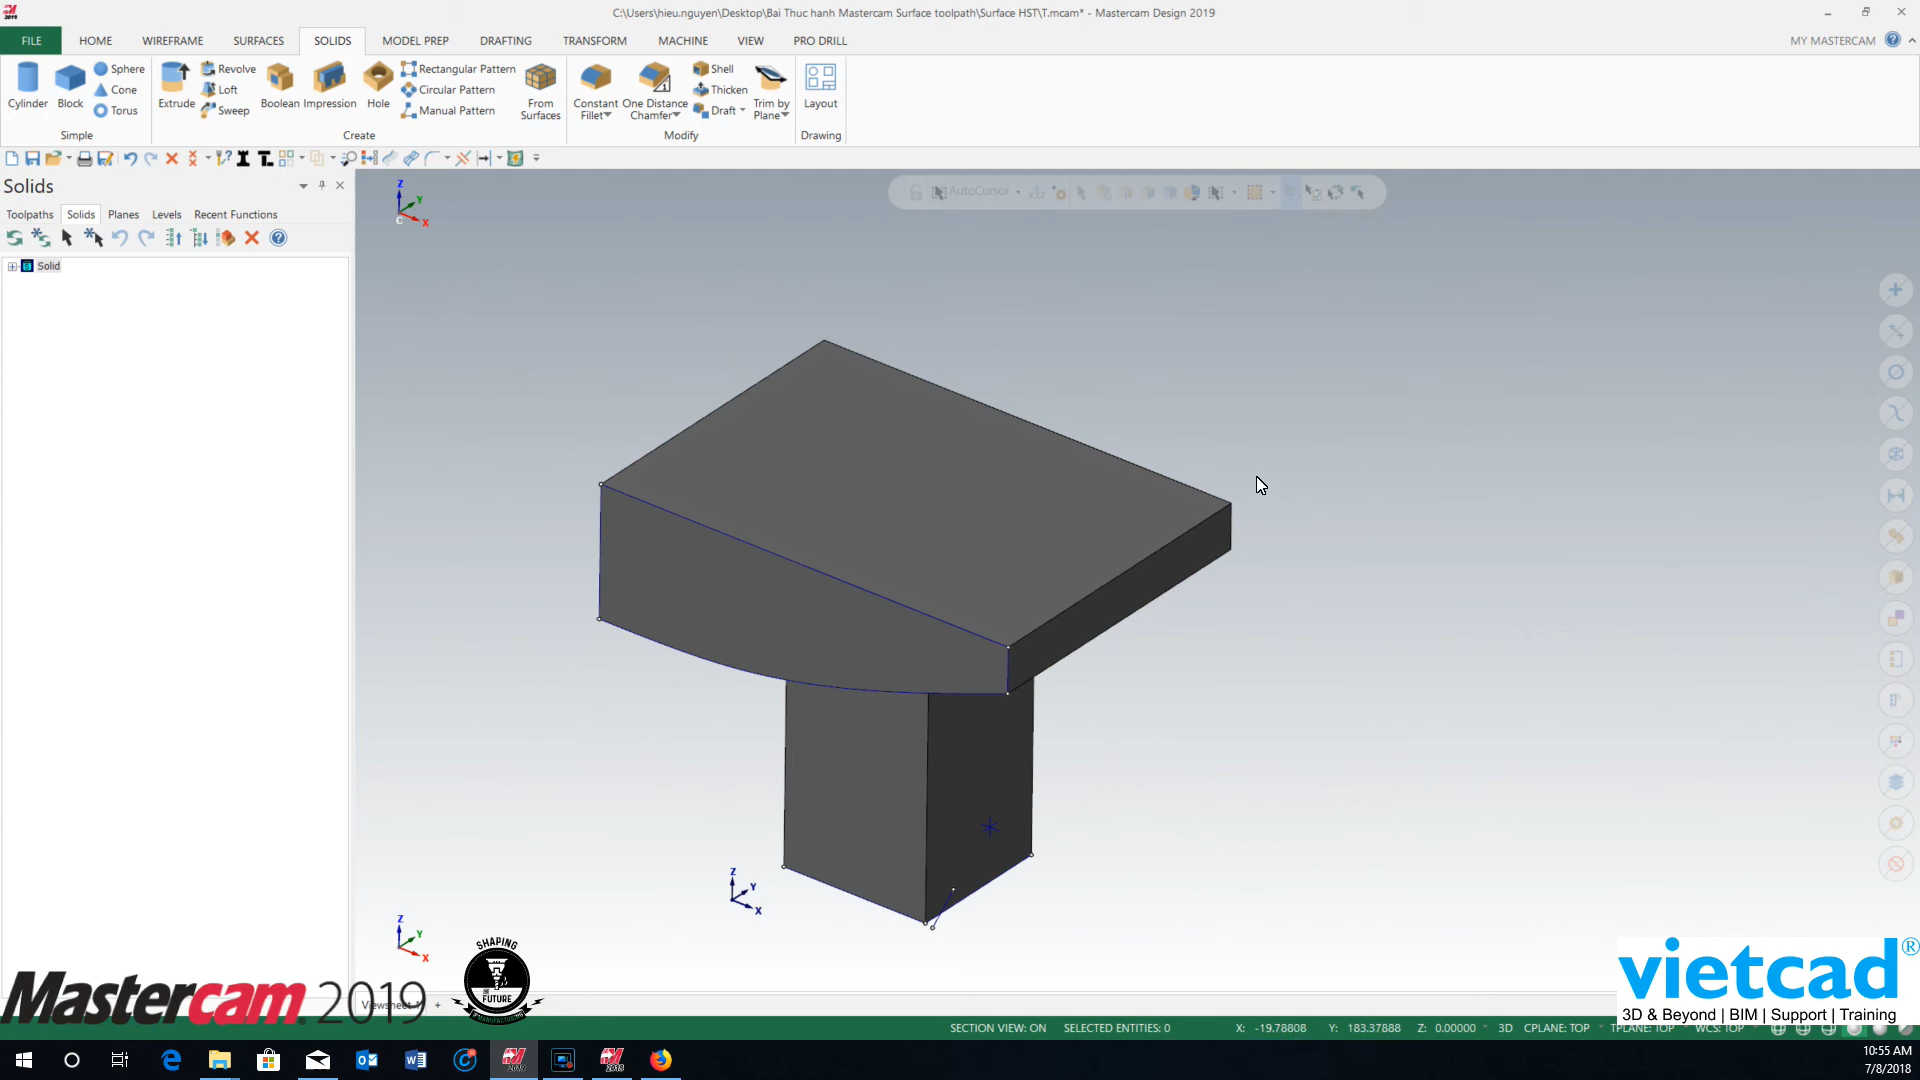 C:\Users\hieu.nguyen\Desktop\Bai Thuc hanh Mastercam Surface toolpath\Surface HST\T.mcam* - Mastercam Design 2019
FILE HOME WIREFRAME SURFACES SOLIDS MODEL PREP DRAFTING TRANSFORM MACHINE VIEW PRO DRILL MY MASTERCAM
Sphere Revolve Rectangular Pattern Shell
Cone Loft Circular Pattern Thicken
Cylinder Block Torus Extrude Sweep Boolean Impression Hole Manual Pattern From Surfaces Constant Fillet One Distance Chamfer Draft Trim by Plane Layout
Simple Create Modify Drawing
Solids
AutoCursor
Toolpaths Solids Planes Levels Recent Functions
Solid
Z
Y
X
C
Z
Y
X
Z
Y
X
SHAPING
FUTURE
MANUFACTURING
Mastercam. 2019
Viewsheet 1 +
vietcad®
3D & Beyond | BIM | Support | Training
SECTION VIEW: ON SELECTED ENTITIES: 0 X: -19.78808 Y: 183.37888 Z: 0.00000 3D CPLANE: TOP TPLANE: TOP WCS: TOP
2019
2018
10:55 AM
7/8/2018